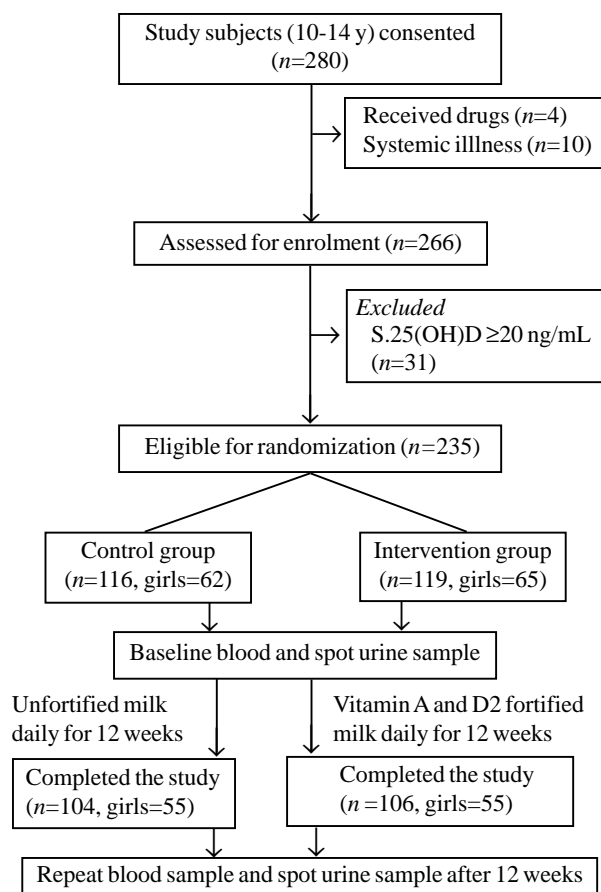 Study subjects (10-14 y) consented
(n=280)
Received drugs (n=4)
Systemic illlness (n=10)
Assessed for enrolment (n=266)
Excluded
S.25(OH)D ≥20 ng/mL
(n=31)
Eligible for randomization (n=235)
Control group
(n=116, girls=62)
Intervention group
(n=119, girls=65)
Baseline blood and spot urine sample
Unfortified milk
daily for 12 weeks
Vitamin A and D2 fortified
milk daily for 12 weeks
Completed the study
(n=104, girls=55)
Completed the study
(n =106, girls=55)
Repeat blood sample and spot urine sample after 12 weeks